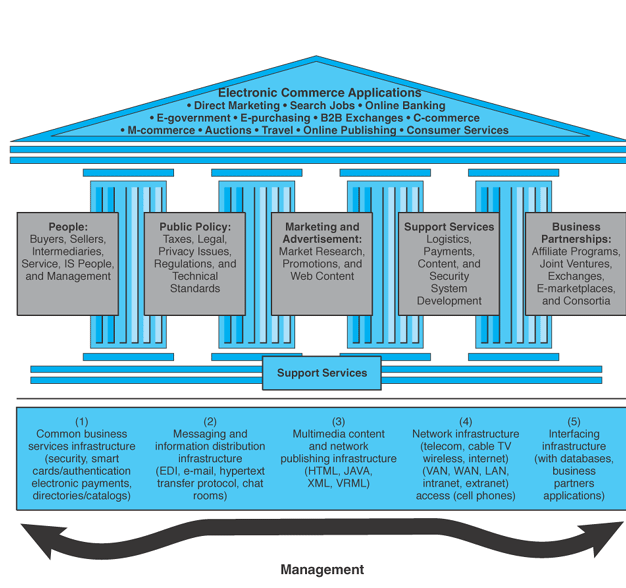 Electronic Commerce Applications
• Direct Marketing • Search Jobs • Online Banking
• E-government • E-purchasing • B2B Exchanges • C-commerce
• M-commerce • Auctions • Travel • Online Publishing • Consumer Services
People:
Buyers, Sellers,
Intermediaries,
Service, IS People,
and Management
Public Policy:
Taxes, Legal,
Privacy Issues,
Regulations, and
Technical
Standards
Marketing and
Advertisement:
Market Research,
Promotions, and
Web Content
Support Services
Logistics,
Payments,
Content, and
Security
System
Development
Business
Partnerships:
Affiliate Programs,
Joint Ventures,
Exchanges,
E-marketplaces,
and Consortia
Support Services
(1)
Common business
services infrastructure
(security, smart
cards/authentication
electronic payments,
directories/catalogs)
(2)
Messaging and
information distribution
infrastructure
(EDI, e-mail, hypertext
transfer protocol, chat
rooms)
(3)
Multimedia content
and network
publishing infrastructure
(HTML, JAVA,
XML, VRML)
(4)
Network infrastructure
(telecom, cable TV
wireless, internet)
(VAN, WAN, LAN,
intranet, extranet)
access (cell phones)
(5)
Interfacing
infrastructure
(with databases,
business
partners
applications)
Management